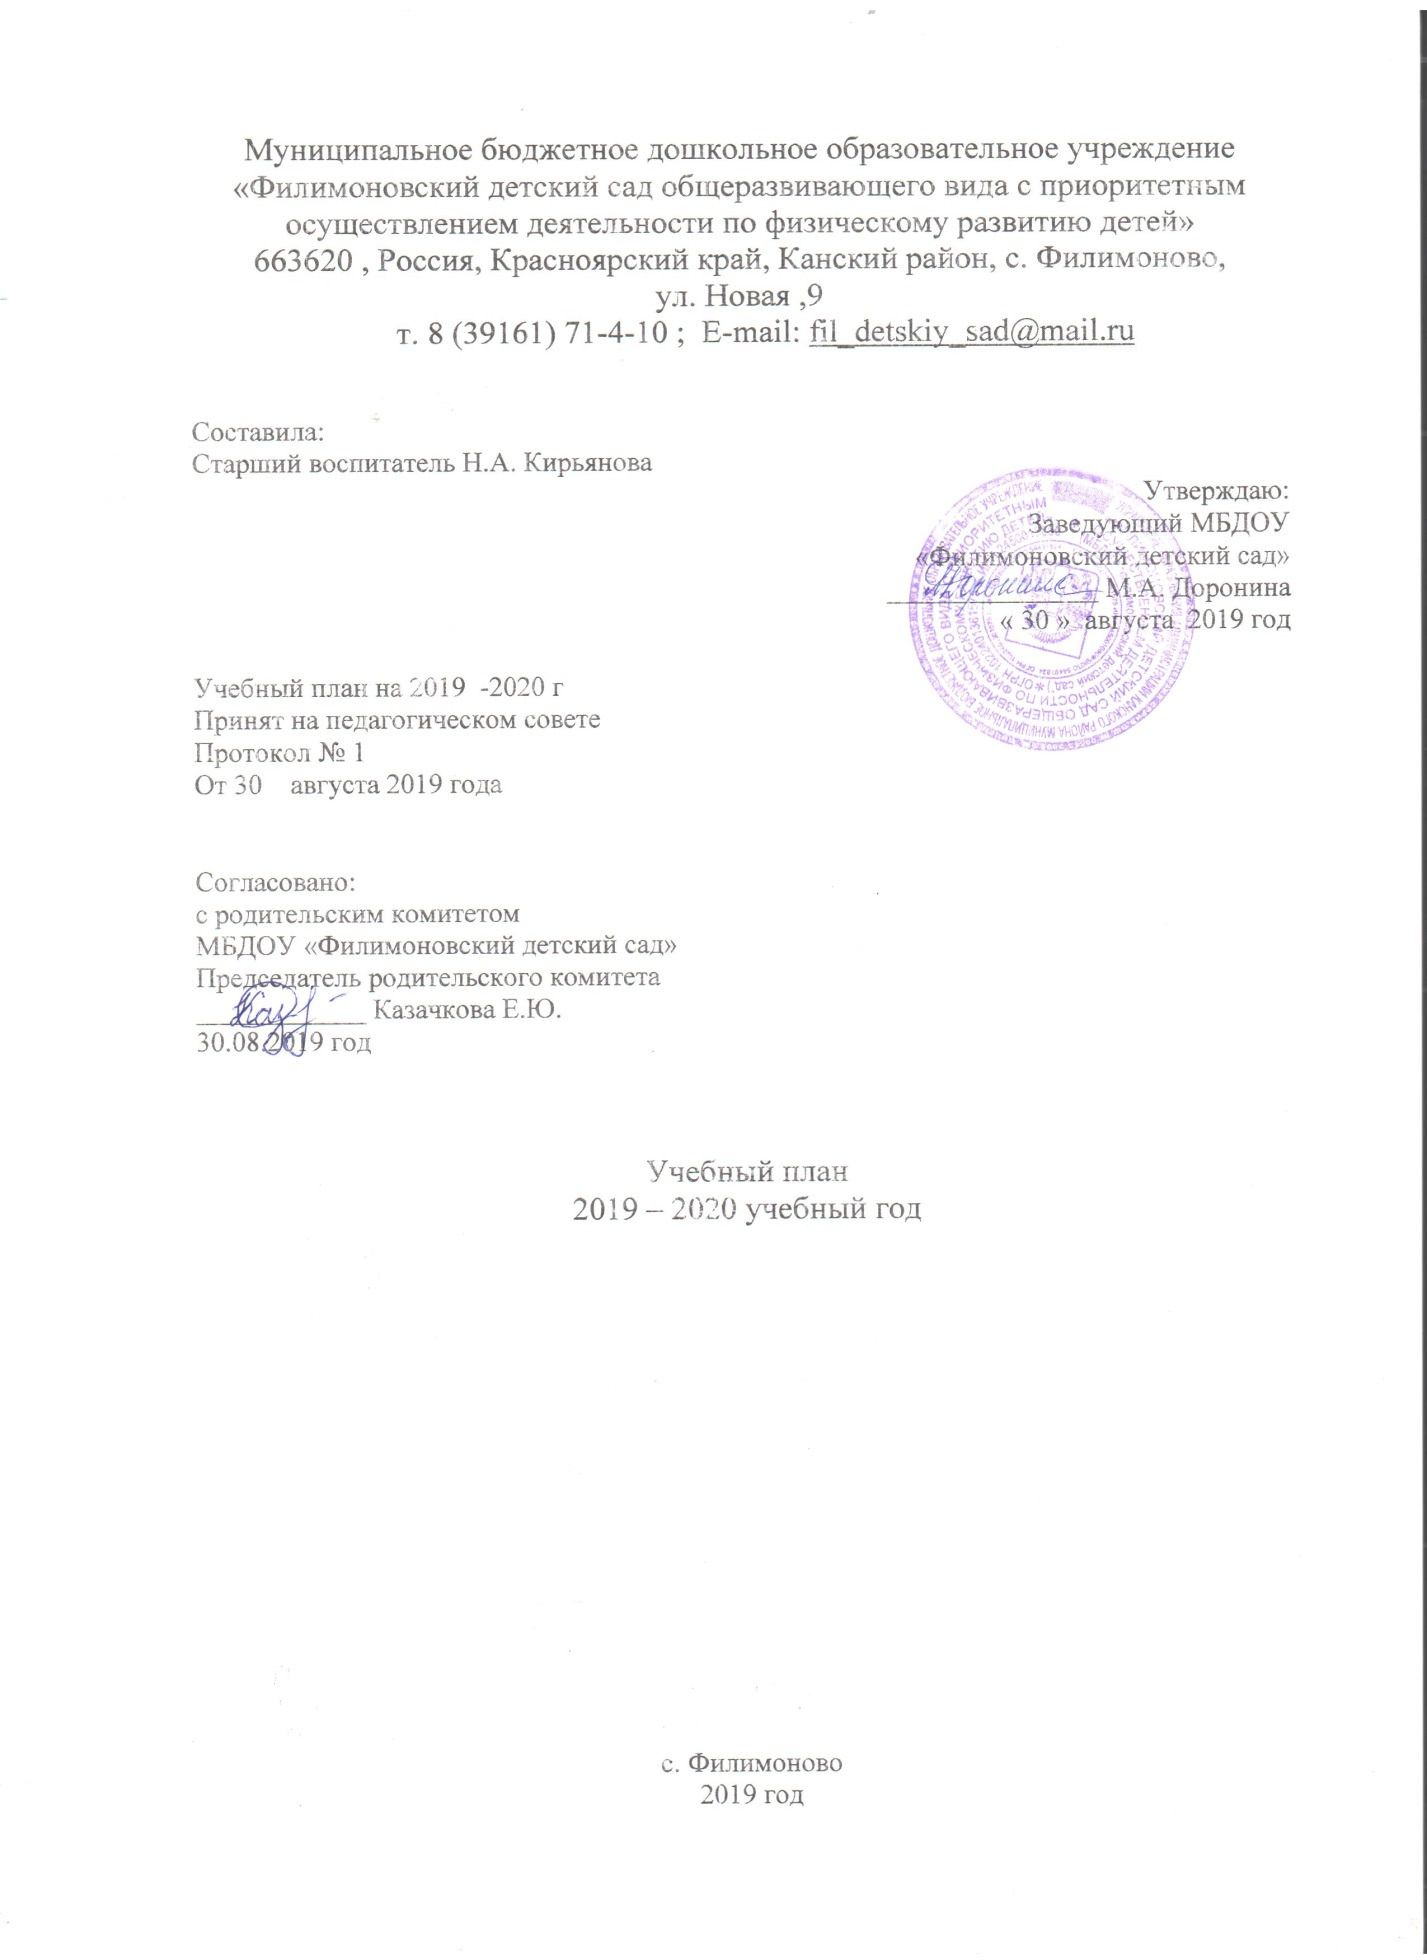 Муниципальное бюджетное дошкольное образовательное учреждение
«Филимоновский детский сад общеразвивающего вида с приоритетным
осуществлением деятельности по физическому развитию детей»
663620 , Россия, Красноярский край, Канский район, с. Филимоново,
ул. Новая ,9
т. 8 (39161) 71-4-10 ;  E-mail: fil_detskiy_sad@mail.ru
Составила:
Старший воспитатель Н.А. Кирьянова
Утверждаю:
Заведующий МБДОУ
«Филимоновский детский сад»
М.А. Доронина
« 30 »  августа  2019 год
Учебный план на 2019  -2020 г
Принят на педагогическом совете
Протокол № 1
От 30    августа 2019 года
Согласовано:
с родительским комитетом
МБДОУ «Филимоновский детский сад»
Председатель родительского комитета
____________ Казачкова Е.Ю.
30.08.2019 год
Учебный план
2019 – 2020 учебный год
с. Филимоново
2019 год